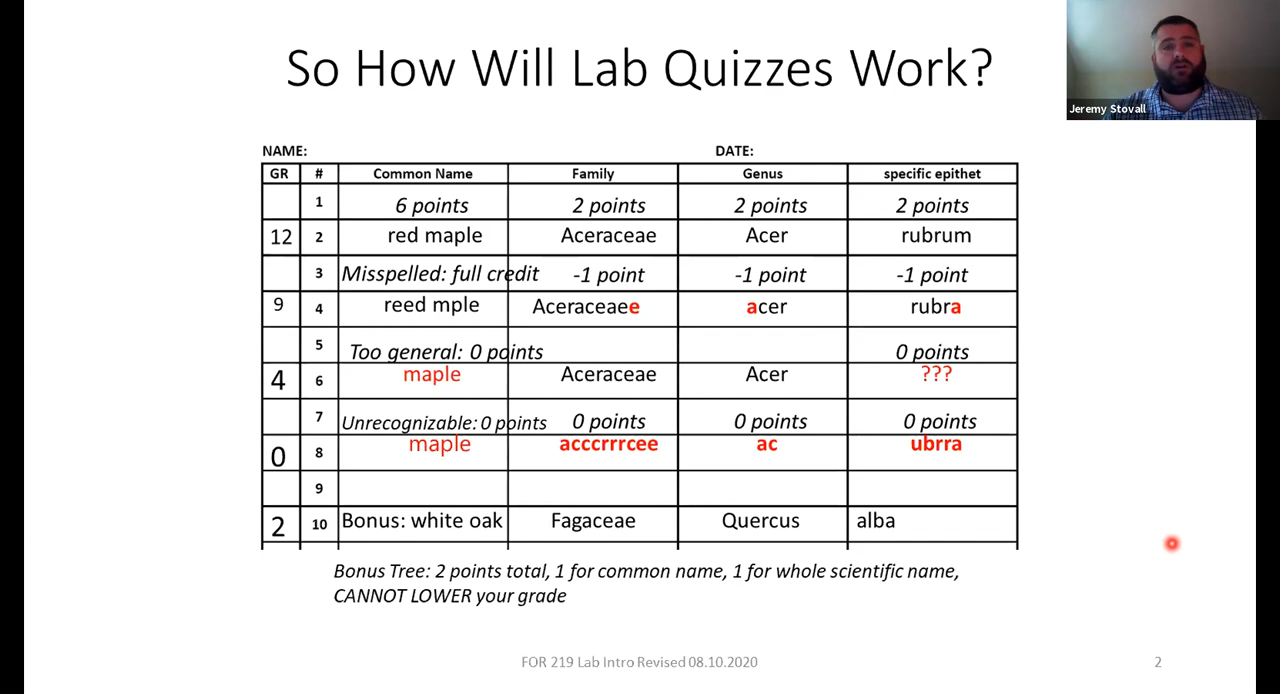 So How Will Lab Quizzes Work?
Jeremy Stovall
NAME: DATE:
GR # Common Name Family Genus specific epithet
1 6 points 2 points 2 points 2 points
12 2 red maple Aceraceae Acer rubrum
3 Misspelled: full credit -1 point -1 point -1 point
9 4 reed mple Aceraceaee acer rubra
5 Too general: 0 points 0 points
4 6 maple Aceraceae Acer ???
7 Unrecognizable: 0 points 0 points 0 points 0 points
0 8 maple acccrrrcee ac ubrra
9
2 10 Bonus: white oak Fagaceae Quercus alba
Bonus Tree: 2 points total, 1 for common name, 1 for whole scientific name,
CANNOT LOWER your grade
FOR 219 Lab Intro Revised 08.10.2020 2